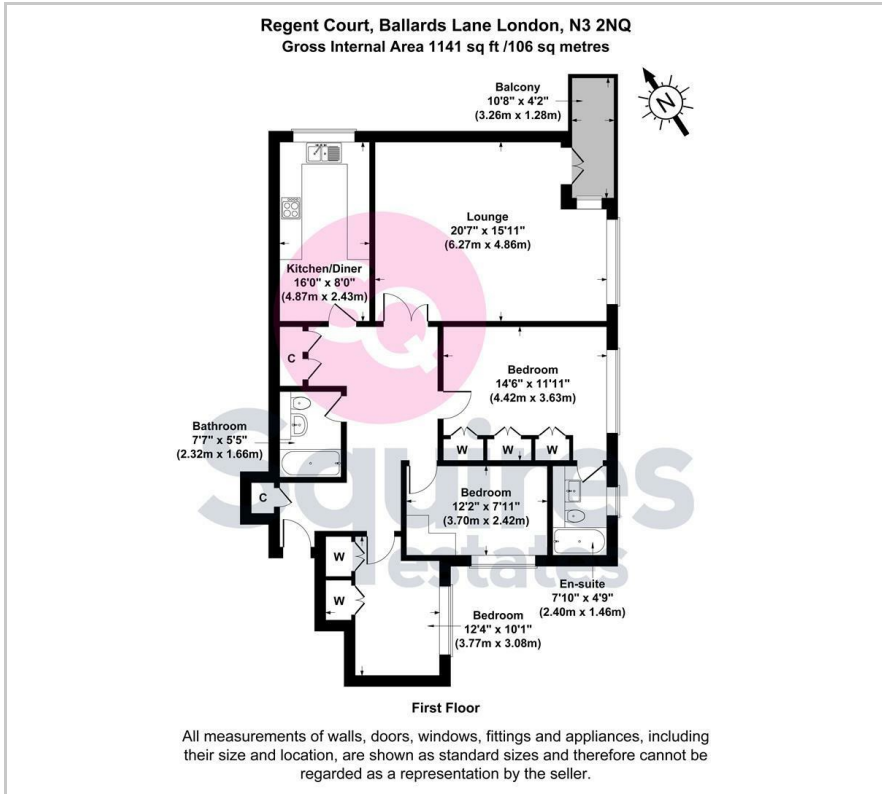 Regent Court, Ballards Lane London, N3 2NQ
Gross Internal Area 1141 sq ft /106 sq metres
Balcony
10'8" x 4'2"
(3.26m x 1.28m)
N
Lounge
20'7" x 15'11"
(6.27m x 4.86m)
Kitchen/Diner
16'0" x 8'0"
(4.87m x 2.43m)
SQ
C
Bedroom
14'6" x 11'11"
(4.42m x 3.63m)
Bathroom
7'7" x 5'5"
(2.32m x 1.66m)
W
W
W
Squires
estates
C
Bedroom
12'2" x 7'11"
(3.70m x 2.42m)
W
W
En-suite
7'10" x 4'9"
(2.40m x 1.46m)
Bedroom
12'4" x 10'1"
(3.77m x 3.08m)
First Floor
All measurements of walls, doors, windows, fittings and appliances, including
their size and location, are shown as standard sizes and therefore cannot be
regarded as a representation by the seller.